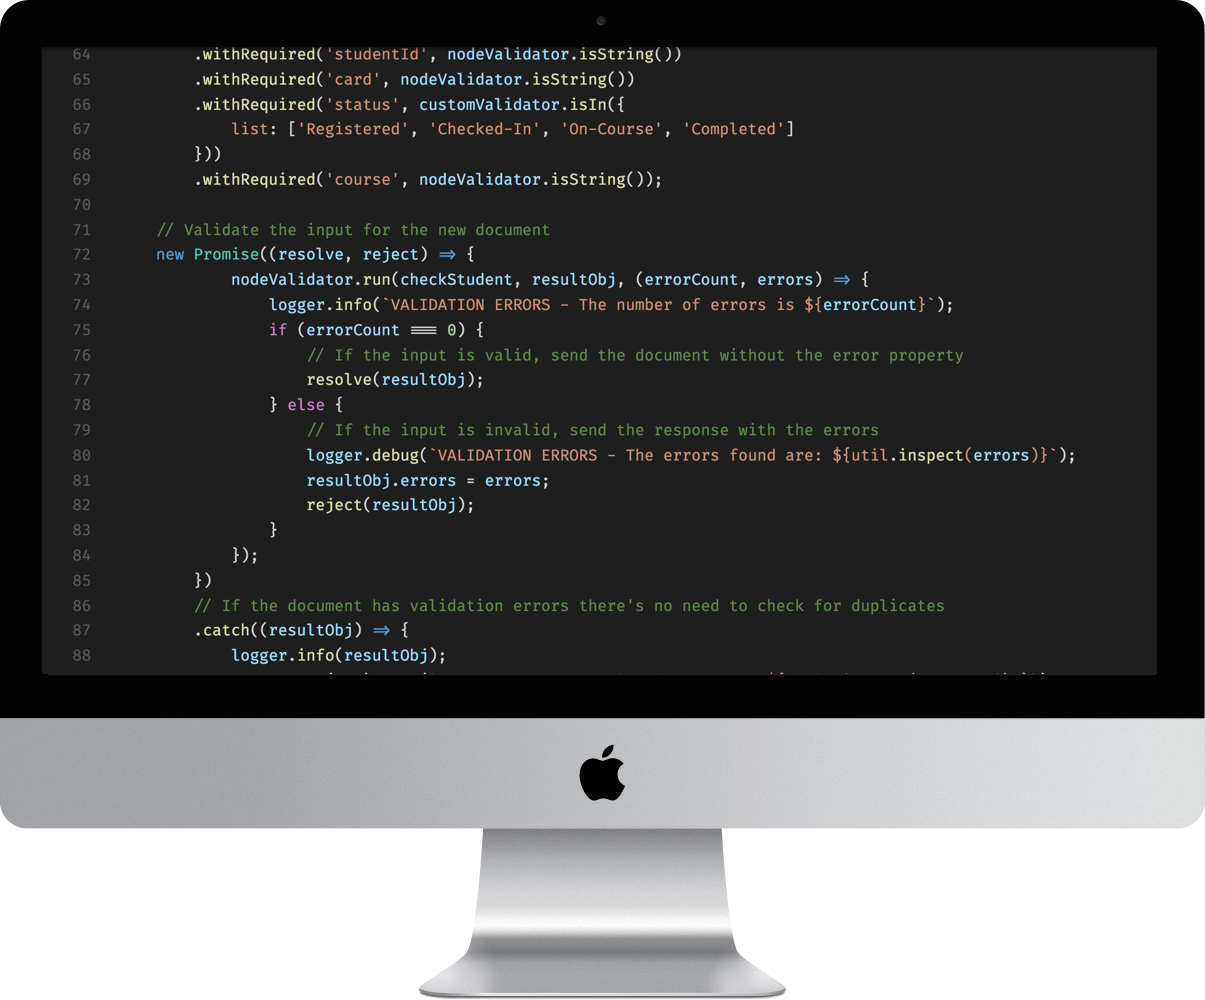 64 .withRequired('studentId', nodeValidator.isString())
65 .withRequired('card', nodeValidator.isString())
66 .withRequired('status', customValidator.isIn({
67 list: ['Registered', 'Checked-In', 'On-Course', 'Completed']
68 }))
69 .withRequired('course', nodeValidator.isString());
70
71 // Validate the input for the new document
72 new Promise((resolve, reject) => {
73 nodeValidator.run(checkStudent, resultObj, (errorCount, errors) => {
74 logger.info(`VALIDATION ERRORS - The number of errors is ${errorCount}`);
75 if (errorCount === 0) {
76 // If the input is valid, send the document without the error property
77 resolve(resultObj);
78 } else {
79 // If the input is invalid, send the response with the errors
80 logger.debug(`VALIDATION ERRORS - The errors found are: ${util.inspect(errors)}`);
81 resultObj.errors = errors;
82 reject(resultObj);
83 }
84 });
85 })
86 // If the document has validation errors there's no need to check for duplicates
87 .catch((resultObj) => {
88 logger.info(resultObj);